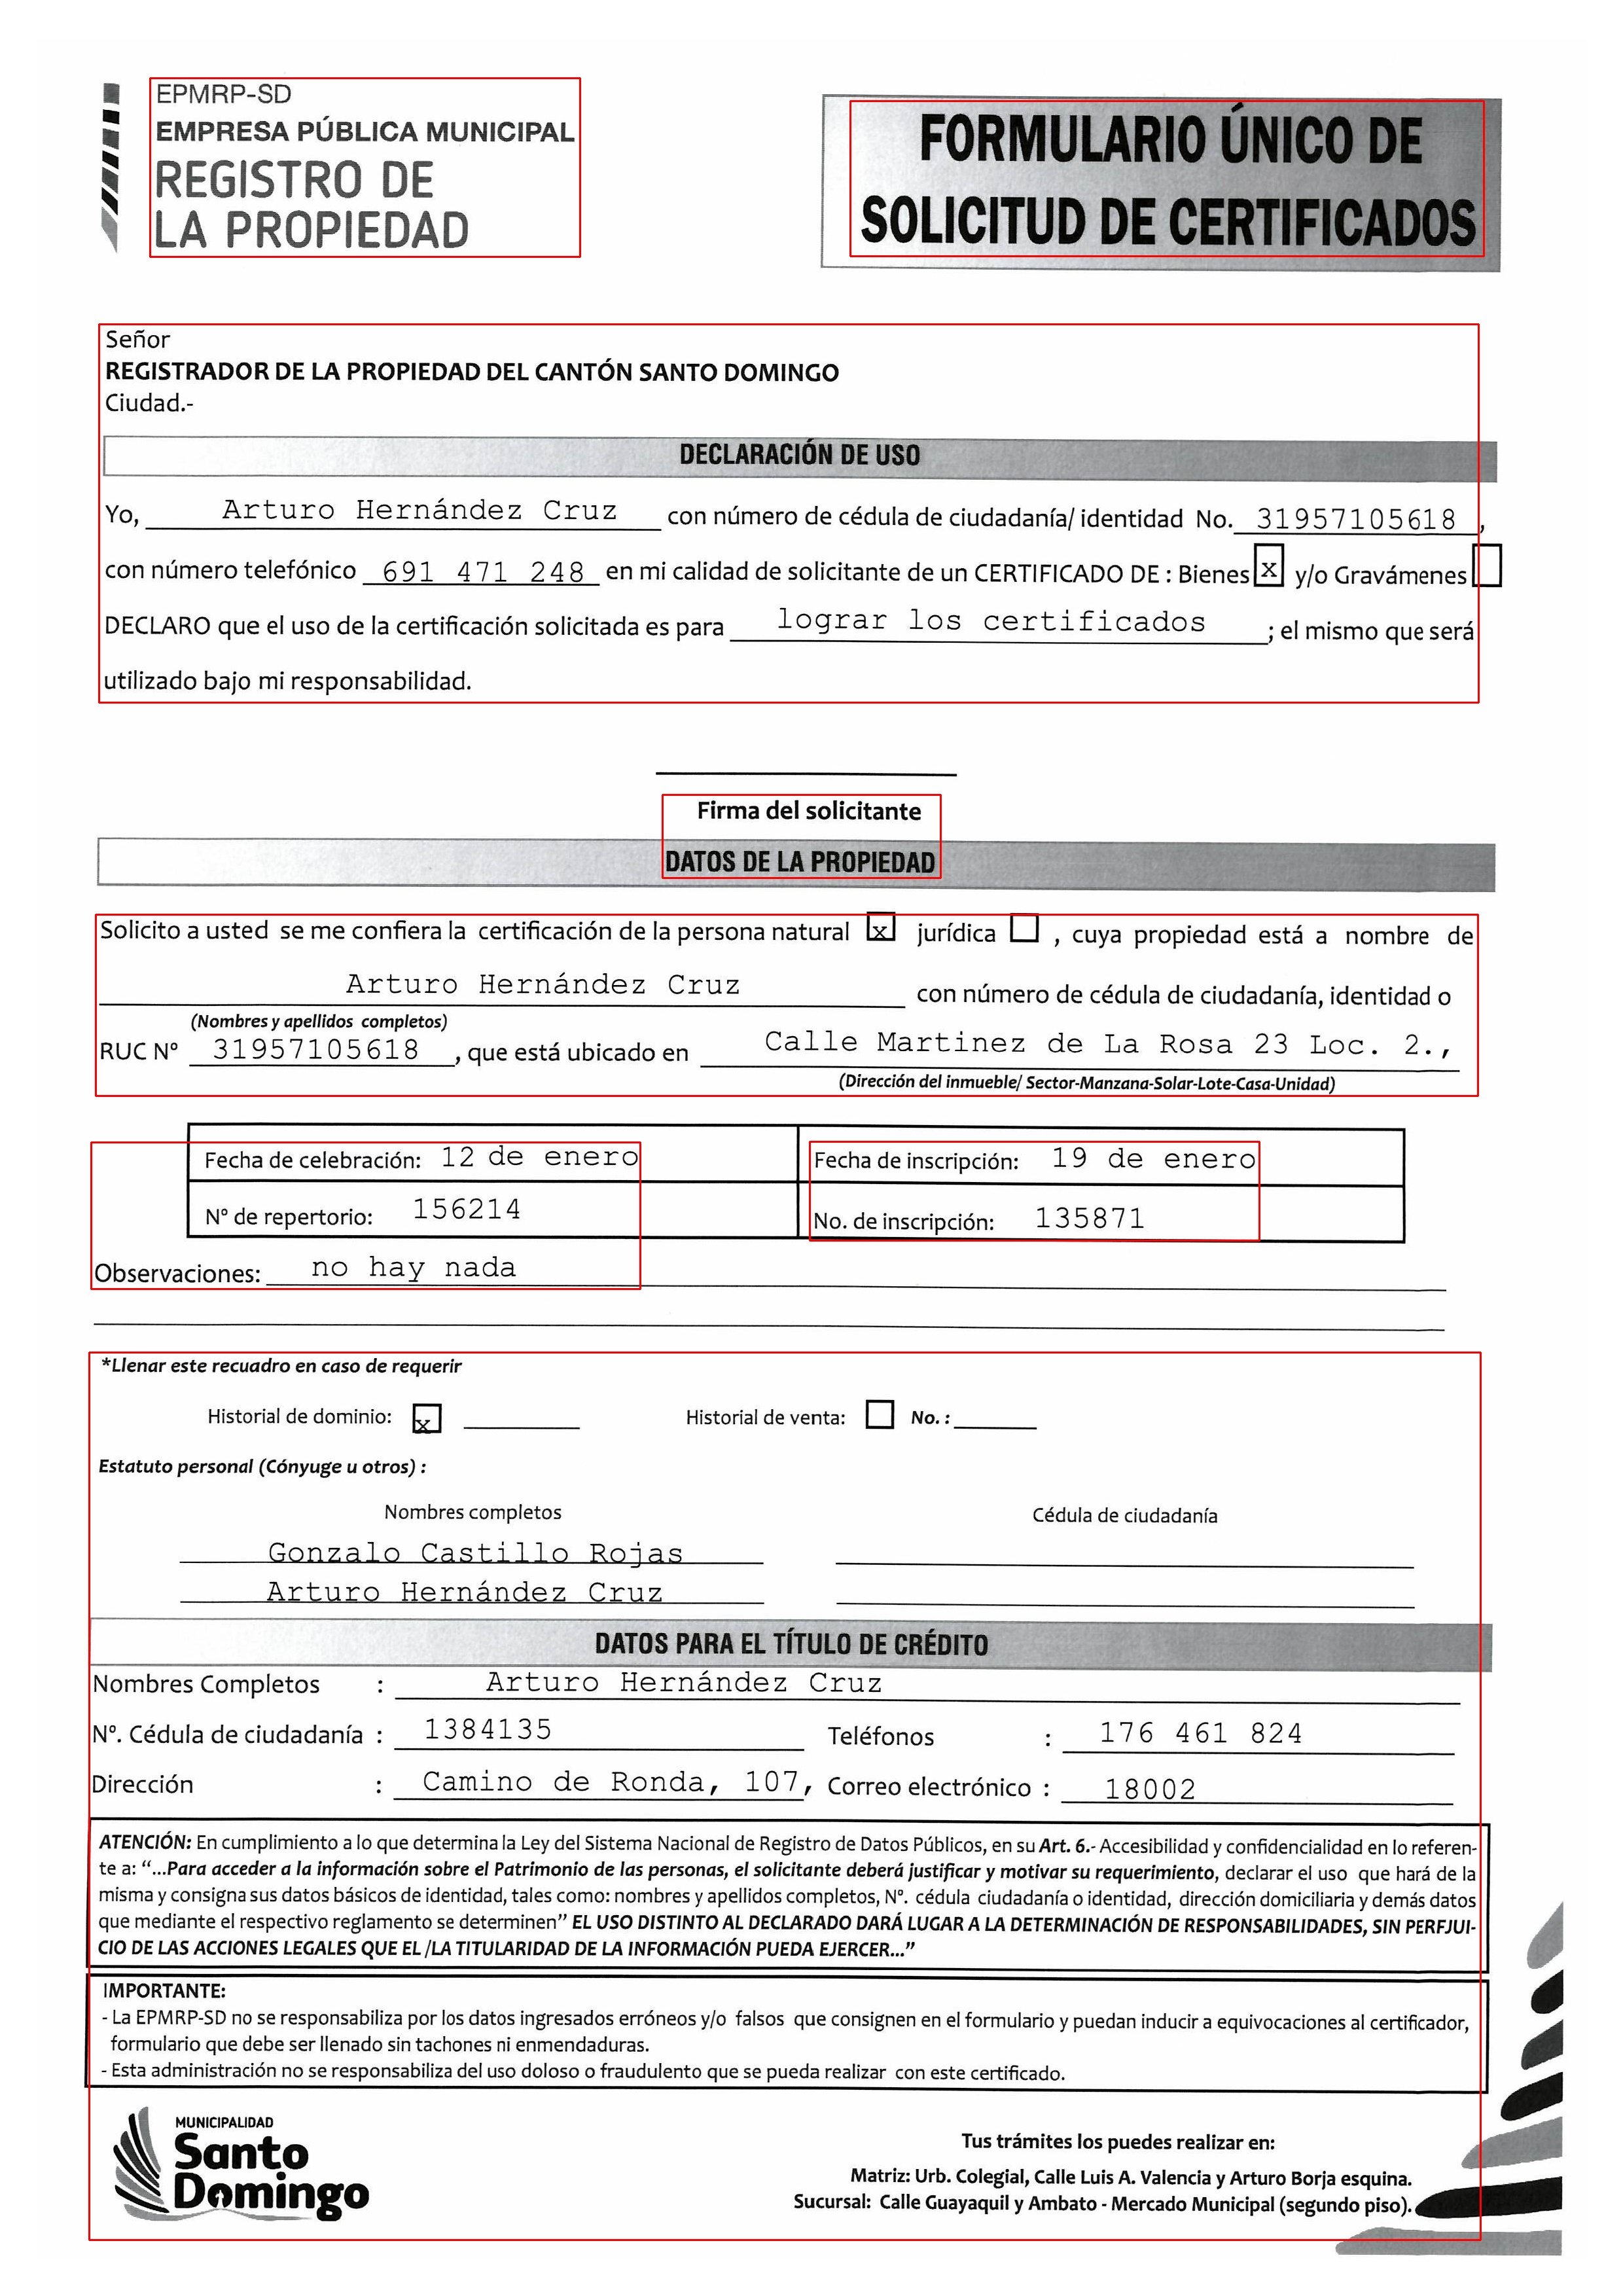 EPMRP-SD
EMPRESA PÚBLICA MUNICIPAL
REGISTRO DE
LA PROPIEDAD
FORMULARIO ÚNICO DE
SOLICITUD DE CERTIFICADOS
Señor
REGISTRADOR DE LA PROPIEDAD DEL CANTÓN SANTO DOMINGO
Ciudad.-
DECLARACIÓN DE USO
Yo, Arturo Hernández Cruz con número de cédula de ciudadanía/ identidad No. 31957105618 ,
con número telefónico 691 471 248 en mi calidad de solicitante de un CERTIFICADO DE : Bienes x y/o Gravámenes
DECLARO que el uso de la certificación solicitada es para lograr los certificados ; el mismo que será
utilizado bajo mi responsabilidad.
Firma del solicitante
DATOS DE LA PROPIEDAD
Solicito a usted se me confiera la certificación de la persona natural x jurídica , cuya propiedad está a nombre de
Arturo Hernández Cruz con número de cédula de ciudadanía, identidad o
(Nombres y apellidos completos)
RUC Nº 31957105618 , que está ubicado en Calle Martinez de La Rosa 23 Loc. 2.,
(Dirección del inmueble/ Sector-Manzana-Solar-Lote-Casa-Unidad)
Fecha de celebración: 12 de enero Fecha de inscripción: 19 de enero
Nº de repertorio: 156214 No. de inscripción: 135871
Observaciones: no hay nada
*Llenar este recuadro en caso de requerir
Historial de dominio: x Historial de venta: No. :
Estatuto personal (Cónyuge u otros) :
Nombres completos Cédula de ciudadanía
Gonzalo Castillo Rojas
Arturo Hernández Cruz
DATOS PARA EL TÍTULO DE CRÉDITO
Nombres Completos : Arturo Hernández Cruz
Nº. Cédula de ciudadanía : 1384135 Teléfonos : 176 461 824
Dirección : Camino de Ronda, 107, Correo electrónico : 18002
ATENCIÓN: En cumplimiento a lo que determina la Ley del Sistema Nacional de Registro de Datos Públicos, en su Art. 6.- Accesibilidad y confidencialidad en lo referen-
te a: “...Para acceder a la información sobre el Patrimonio de las personas, el solicitante deberá justificar y motivar su requerimiento, declarar el uso que hará de la
misma y consigna sus datos básicos de identidad, tales como: nombres y apellidos completos, Nº. cédula ciudadanía o identidad, dirección domiciliaria y demás datos
que mediante el respectivo reglamento se determinen” EL USO DISTINTO AL DECLARADO DARÁ LUGAR A LA DETERMINACIÓN DE RESPONSABILIDADES, SIN PERFJUI-
CIO DE LAS ACCIONES LEGALES QUE EL /LA TITULARIDAD DE LA INFORMACIÓN PUEDA EJERCER...”
IMPORTANTE:
- La EPMRP-SD no se responsabiliza por los datos ingresados erróneos y/o falsos que consignen en el formulario y puedan inducir a equivocaciones al certificador,
formulario que debe ser llenado sin tachones ni enmendaduras.
- Esta administración no se responsabiliza del uso doloso o fraudulento que se pueda realizar con este certificado.
MUNICIPALIDAD
Santo
Domingo
Tus trámites los puedes realizar en:
Matriz: Urb. Colegial, Calle Luis A. Valencia y Arturo Borja esquina.
Sucursal: Calle Guayaquil y Ambato - Mercado Municipal (segundo piso).